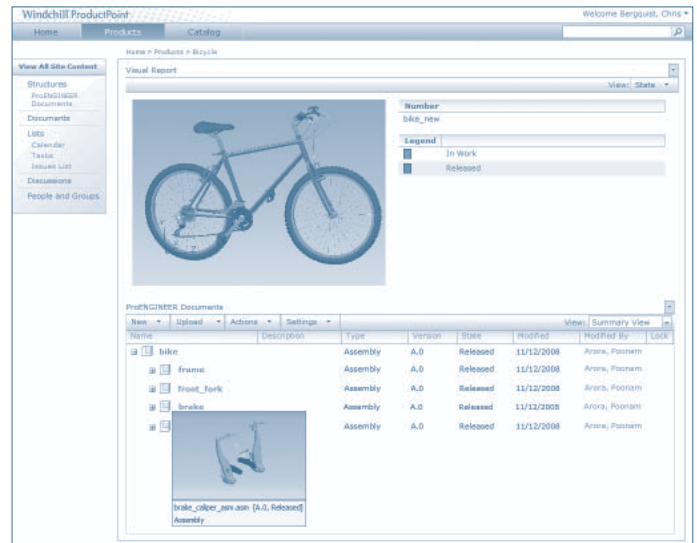 Windchill ProductPoint
Welcome Bergquist, Chris
Home Products Catalog
Home > Products > Bicycle
View All Site Content
Structures
ProENGINEER Documents
Documents
Lists
Calendar
Tasks
Issues List
Discussions
People and Groups
Visual Report
View: State
Number
bike_new
Legend
In Work
Released
ProENGINEER Documents
New Upload Actions Settings View: Summary View
Name Description Type Version State Modified Modified By Lock
bike Assembly A.0 Released 11/12/2008 Arora, Poonam
frame Assembly A.0 Released 11/12/2008 Arora, Poonam
front_fork Assembly A.0 Released 11/12/2008 Arora, Poonam
brake Assembly A.0 Released 11/12/2008 Arora, Poonam
Assembly A.0 Released 11/12/2008 Arora, Poonam
brake_caliper_asm.asm [A.0, Released]
Assembly